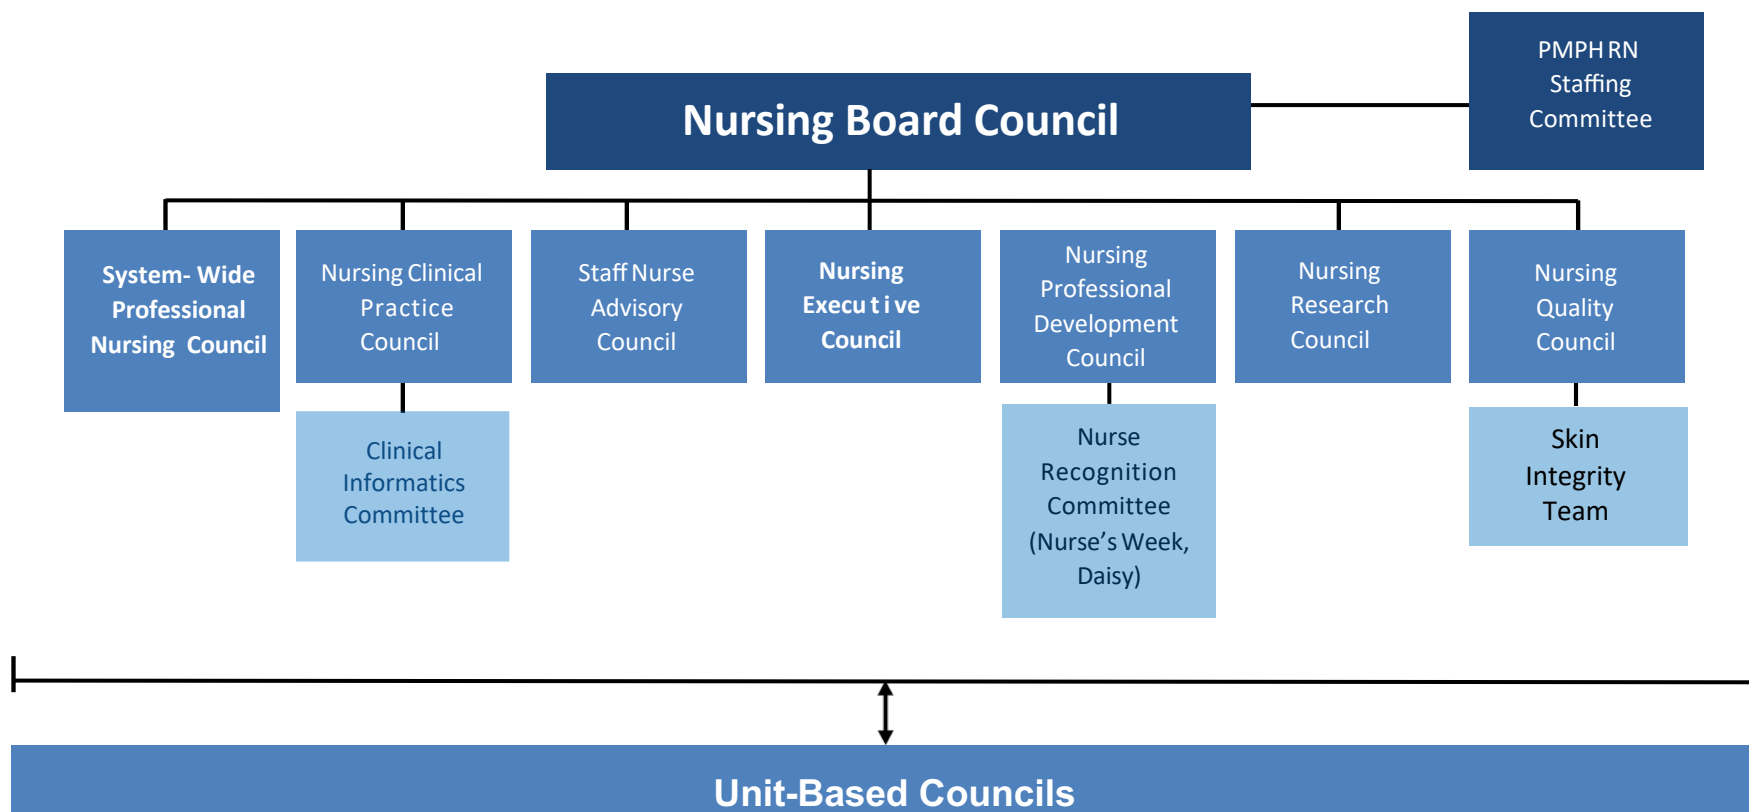 PMPH RN
Staffing
Committee
Nursing Board Council
System- Wide
Professional
Nursing Council
Nursing Clinical
Practice
Council
Staff Nurse
Advisory
Council
Nursing
Executive
Council
Nursing
Professional
Development
Council
Nursing
Research
Council
Nursing
Quality
Council
Clinical
Informatics
Committee
Nurse
Recognition
Committee
(Nurse’s Week,
Daisy)
Skin
Integrity
Team
Unit-Based Councils